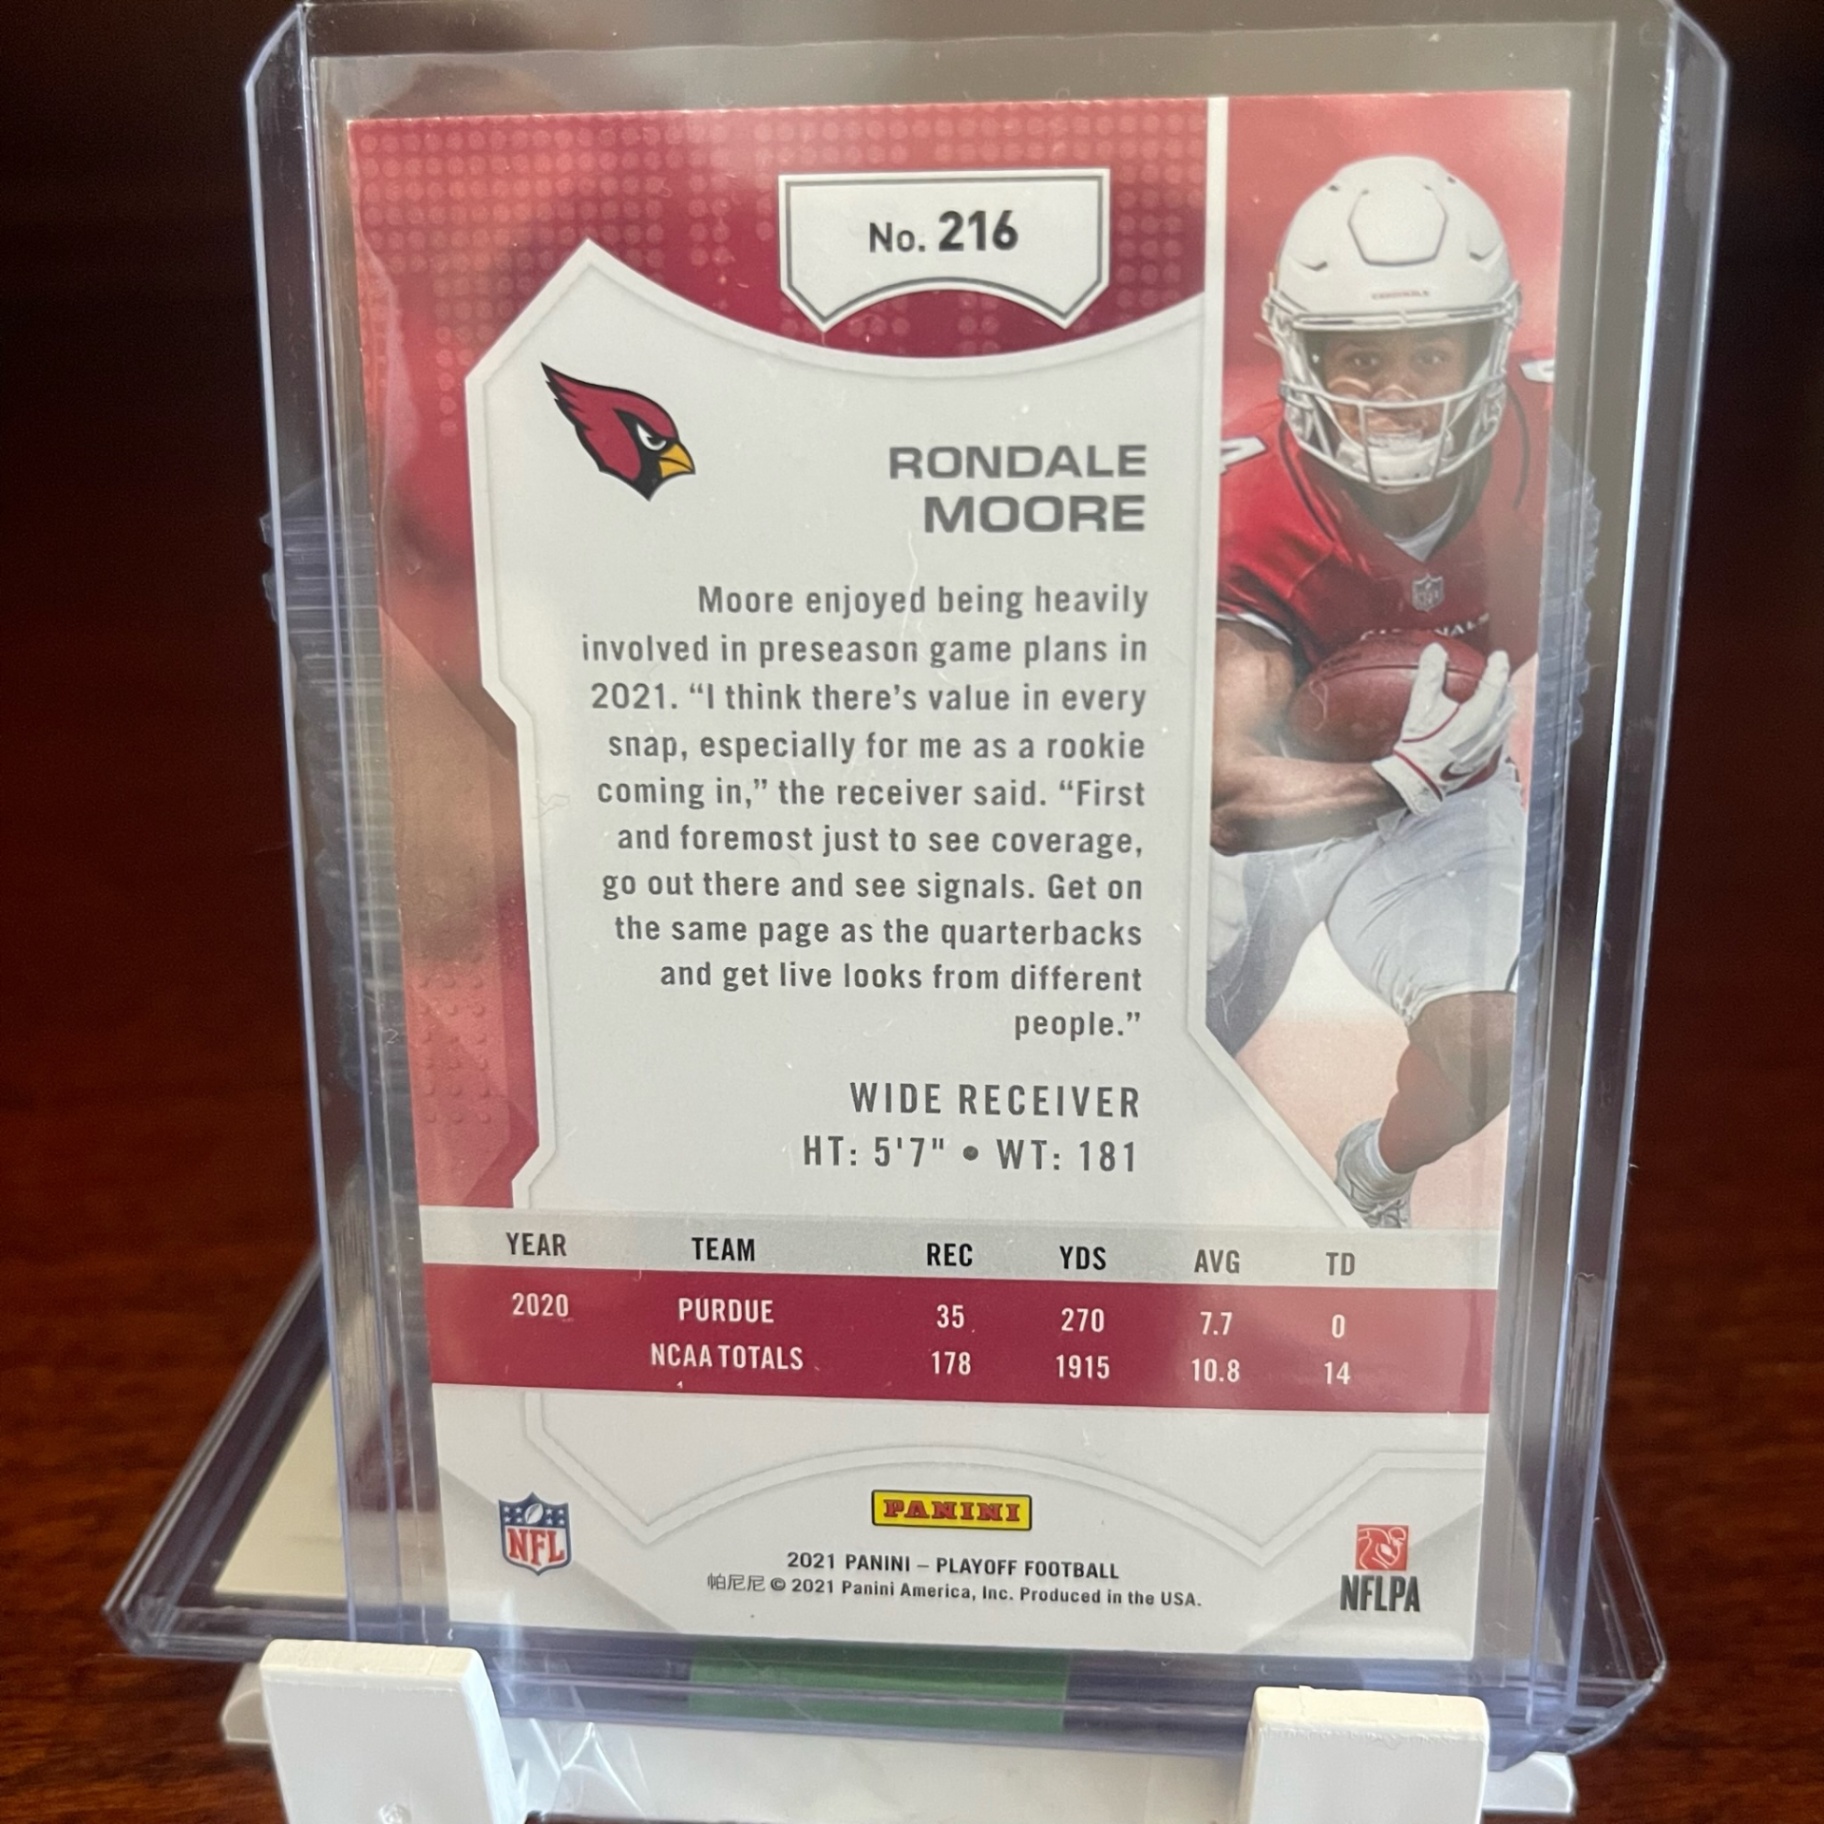 No. 216
RONDALE
MOORE
Moore enjoyed being heavily
involved in preseason game plans in
2021. “I think there’s value in every
snap, especially for me as a rookie
coming in,” the receiver said. “First
and foremost just to see coverage,
go out there and see signals. Get on
the same page as the quarterbacks
and get live looks from different
people.”
WIDE RECEIVER
HT: 5'7" • WT: 181
YEAR TEAM REC YDS AVG TD
2020 PURDUE 35 270 7.7 0
NCAA TOTALS 178 1915 10.8 14
CARDINALS
NFL
PANINI
2021 PANINI – PLAYOFF FOOTBALL
帕尼尼 © 2021 Panini America, Inc. Produced in the USA.
NFLPA